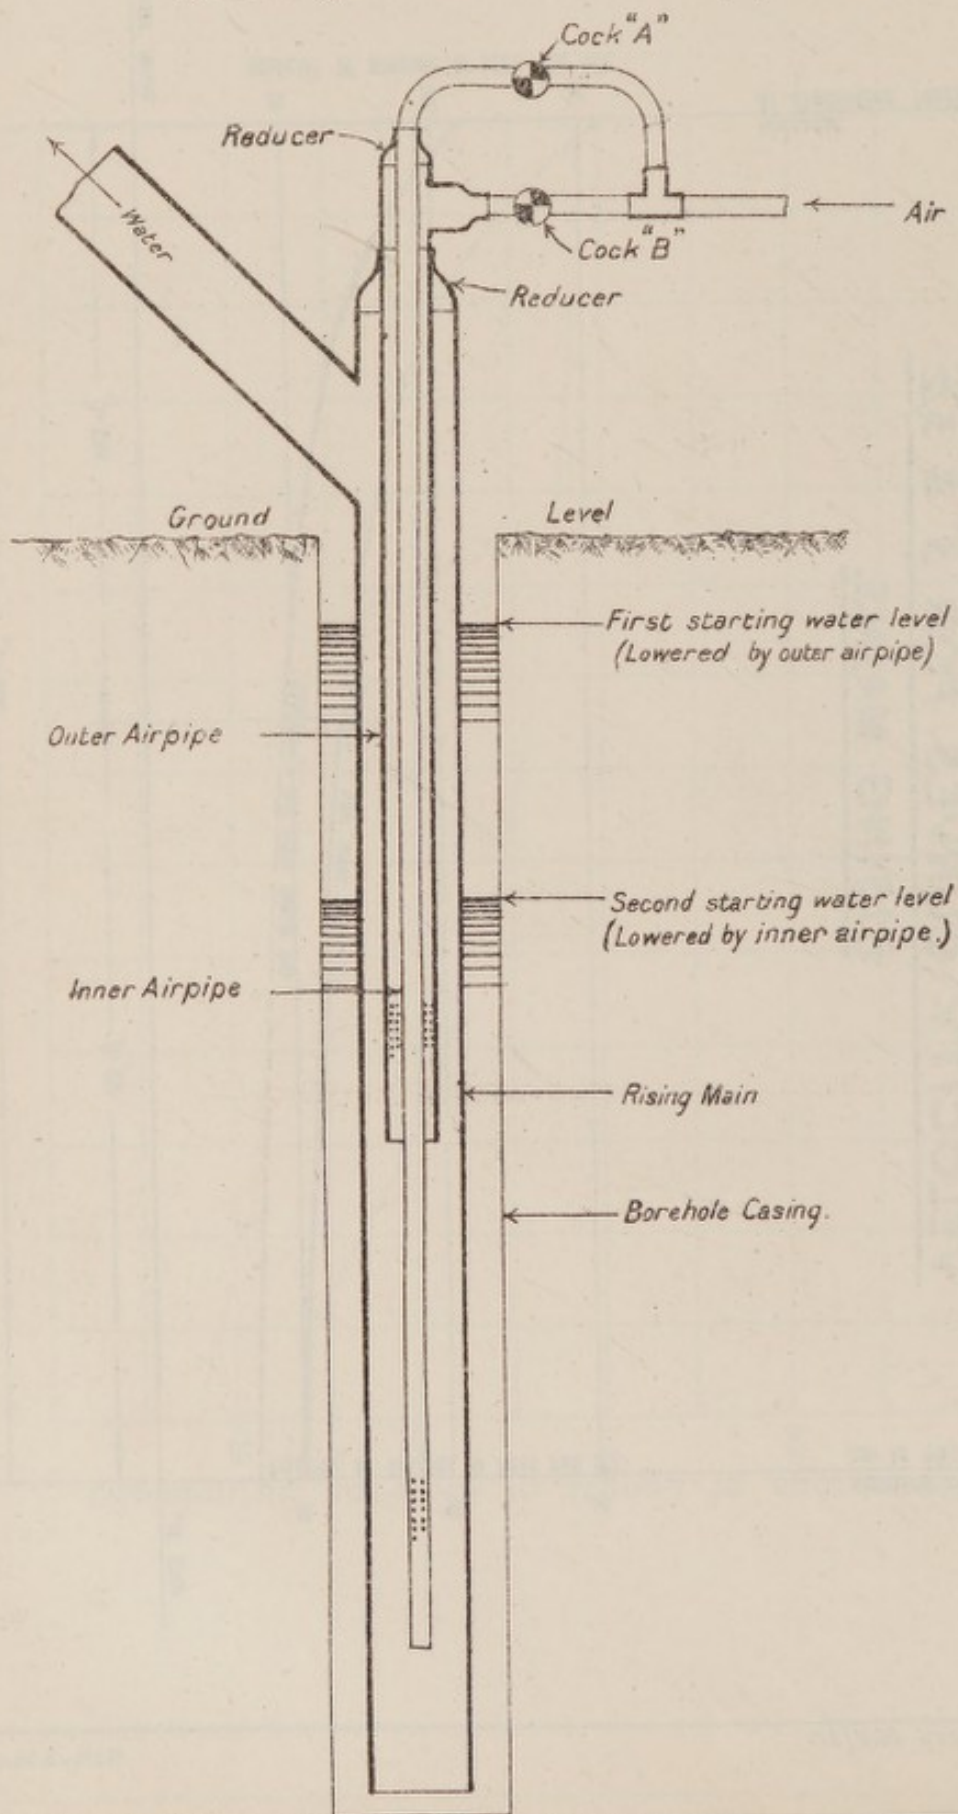 Cock "A"
Reducer
Water
Air
Cock "B"
Reducer
Ground Level
First starting water level
(Lowered by outer airpipe)
Outer Airpipe
Second starting water level
(Lowered by inner airpipe.)
Inner Airpipe
Rising Main
Borehole Casing.